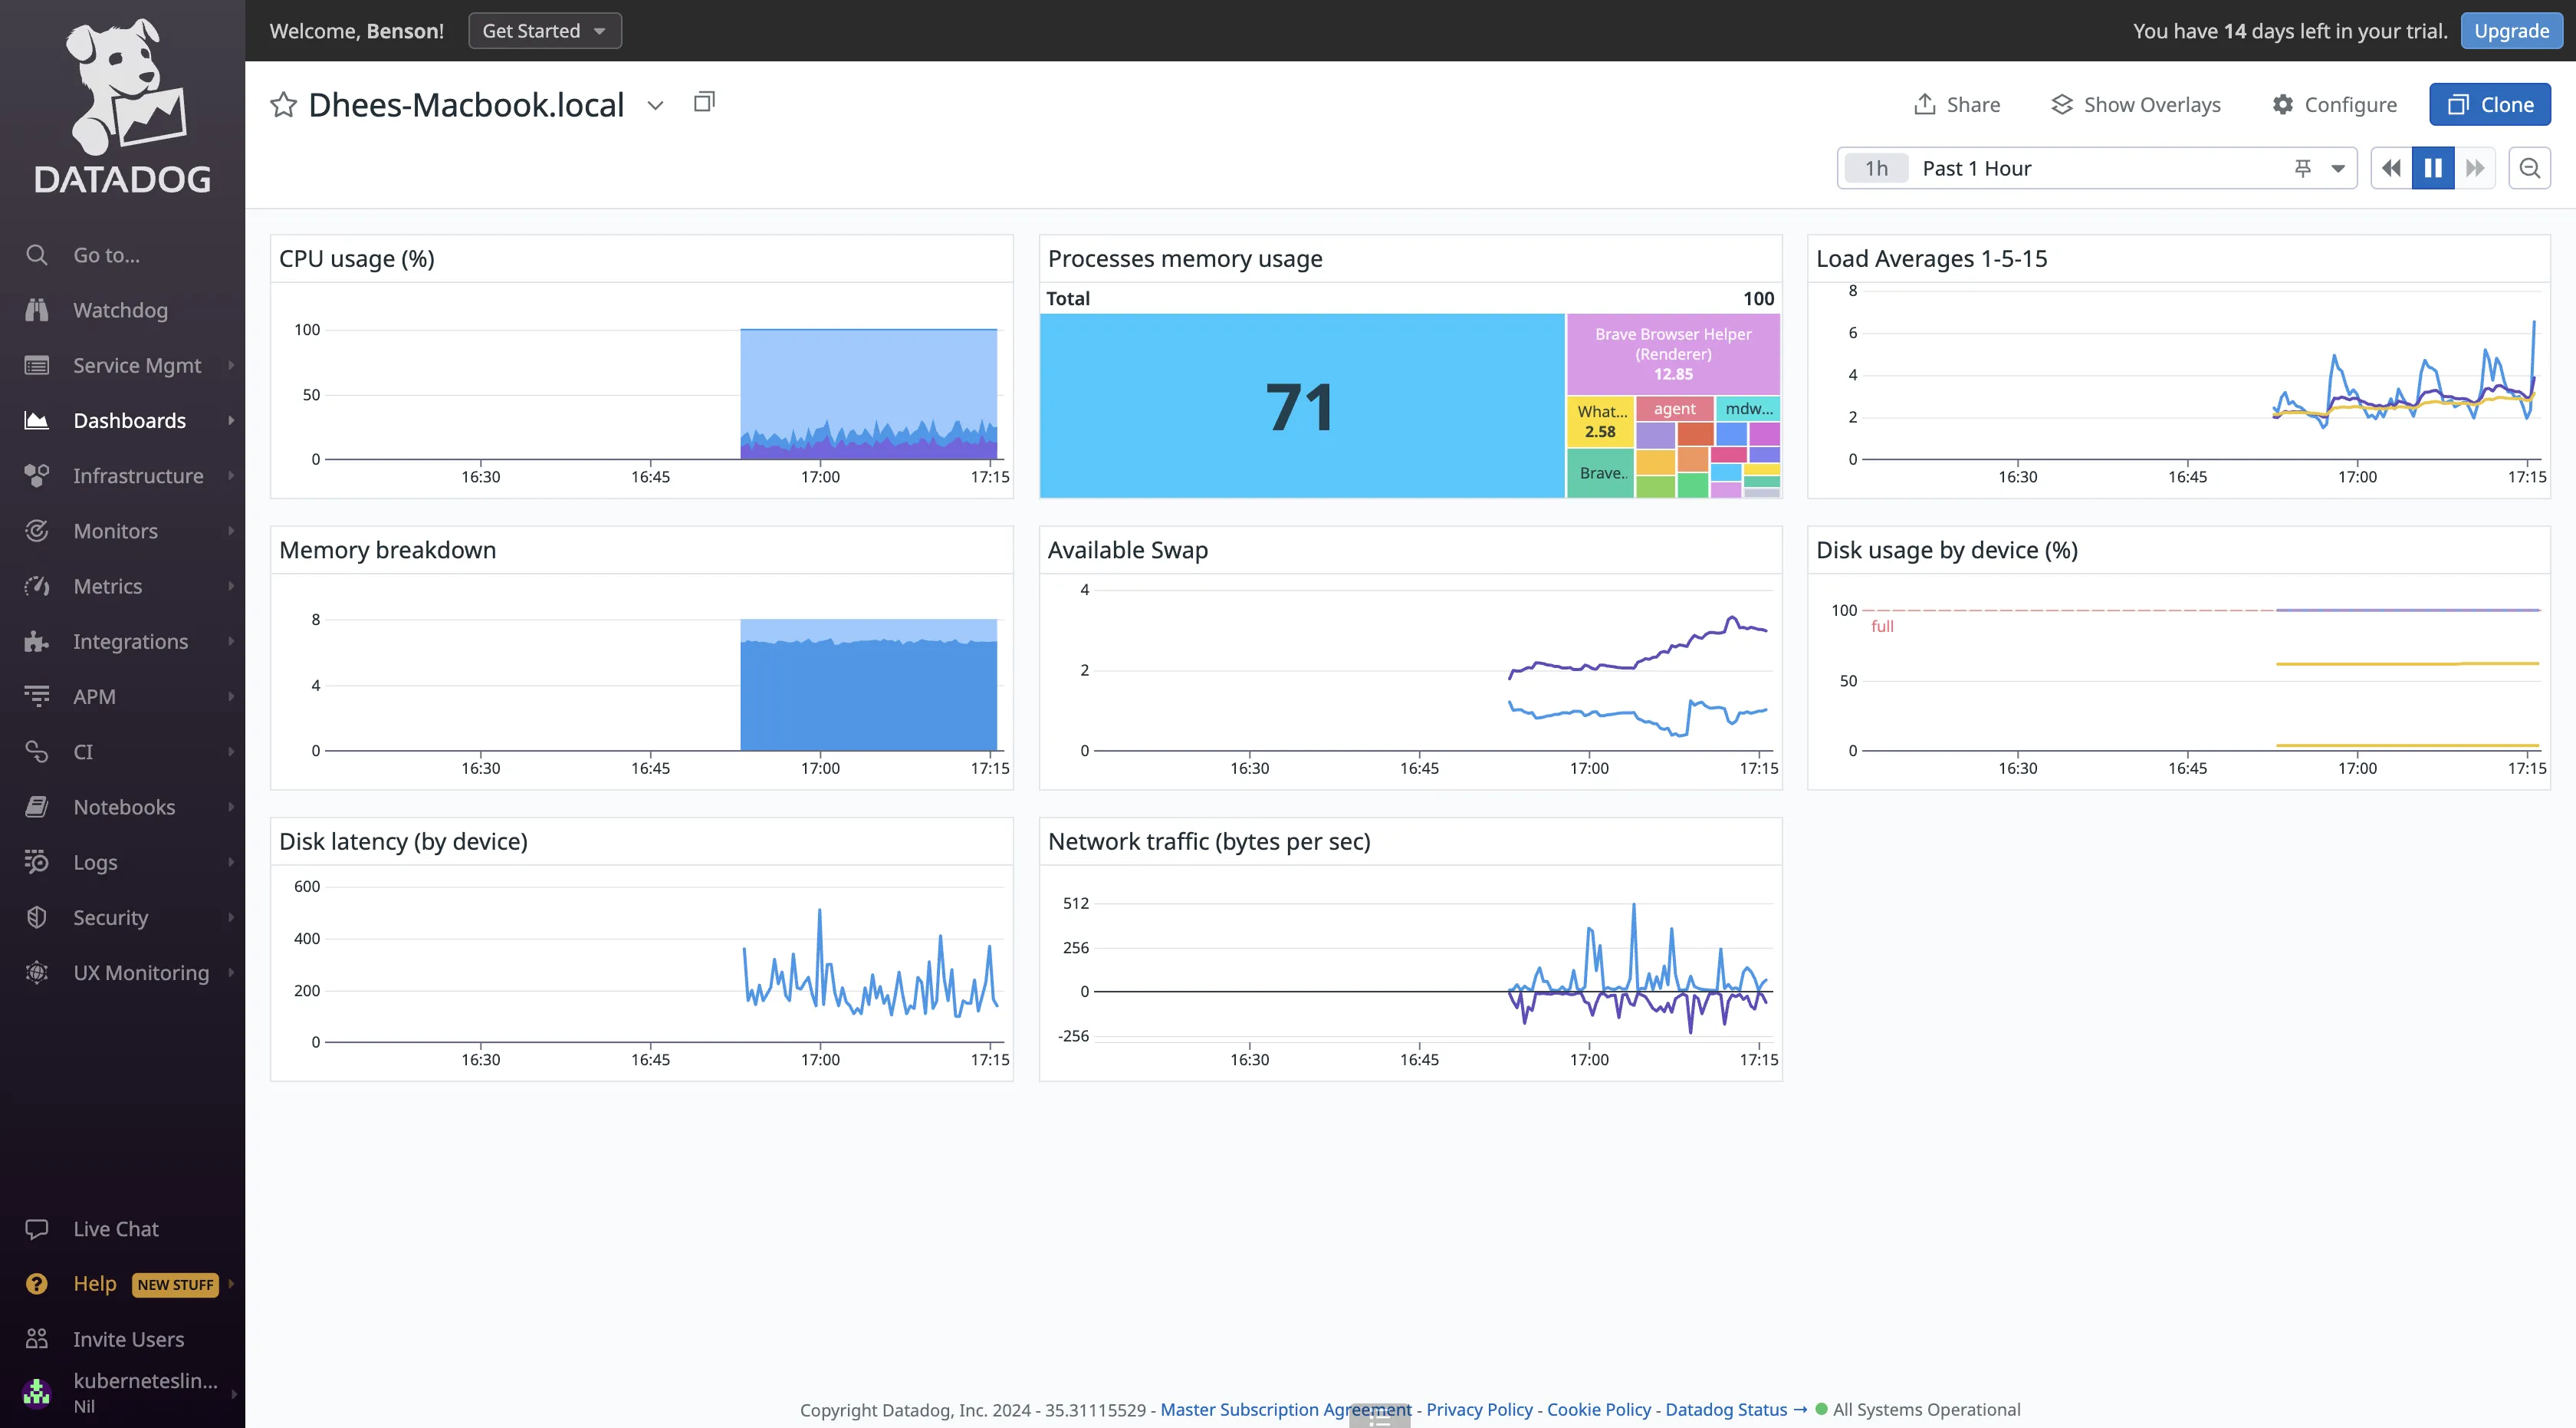 DATADOG
Go to...
Watchdog
Service Mgmt
Dashboards
Infrastructure
Monitors
Metrics
Integrations
APM
CI
Notebooks
Logs
Security
UX Monitoring
Live Chat
Help NEW STUFF
Invite Users
kuberneteslin...
Nil
Welcome, Benson! Get Started
You have 14 days left in your trial. Upgrade
Dhees-Macbook.local
Share Show Overlays Configure Clone
1h Past 1 Hour
CPU usage (%)
100
50
0
16:30 16:45 17:00 17:15
Processes memory usage
Total 100
71
Brave Browser Helper
(Renderer)
12.85
What...
2.58
agent
mdw...
Brave..
Load Averages 1-5-15
8
6
4
2
0
16:30 16:45 17:00 17:15
Memory breakdown
8
4
0
16:30 16:45 17:00 17:15
Available Swap
4
2
0
16:30 16:45 17:00 17:15
Disk usage by device (%)
100
full
50
0
16:30 16:45 17:00 17:15
Disk latency (by device)
600
400
200
0
16:30 16:45 17:00 17:15
Network traffic (bytes per sec)
512
256
0
-256
16:30 16:45 17:00 17:15
Copyright Datadog, Inc. 2024 - 35.31115529 - Master Subscription Agreement - Privacy Policy - Cookie Policy - Datadog Status → All Systems Operational